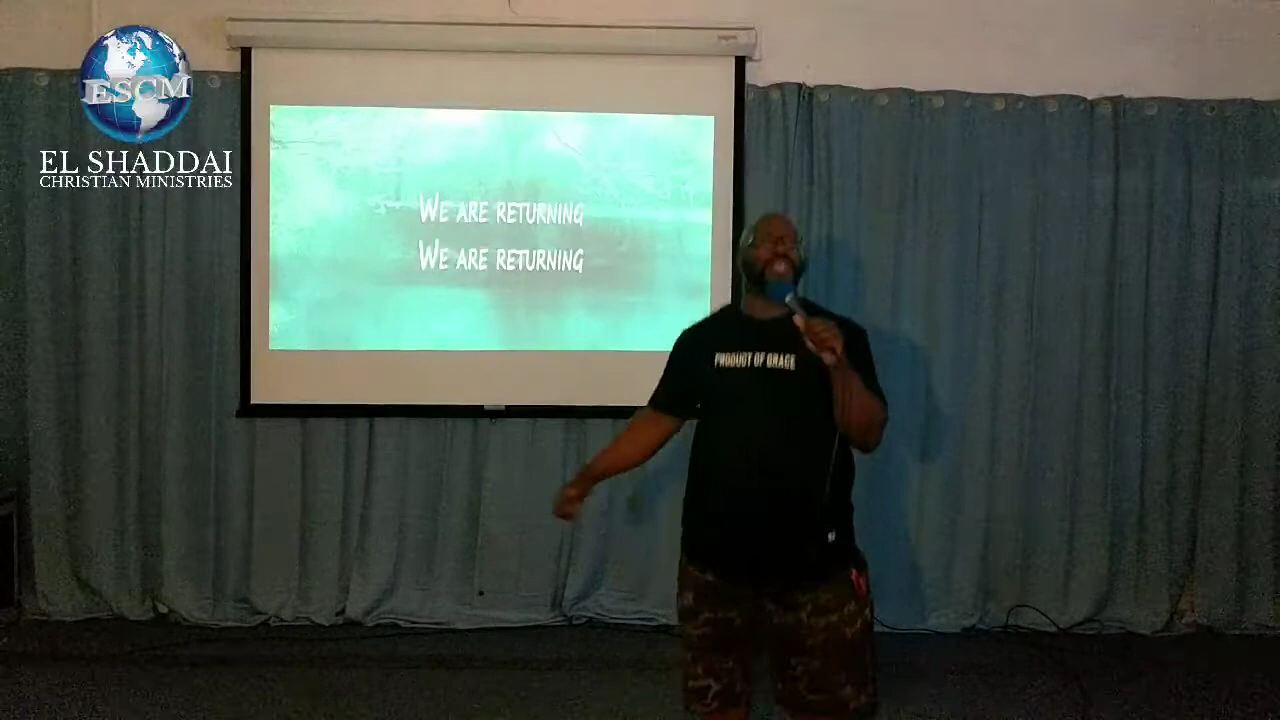 ESCM
EL SHADDAI
CHRISTIAN MINISTRIES
WE ARE RETURNING
WE ARE RETURNING
PRODUCT OF GRACE